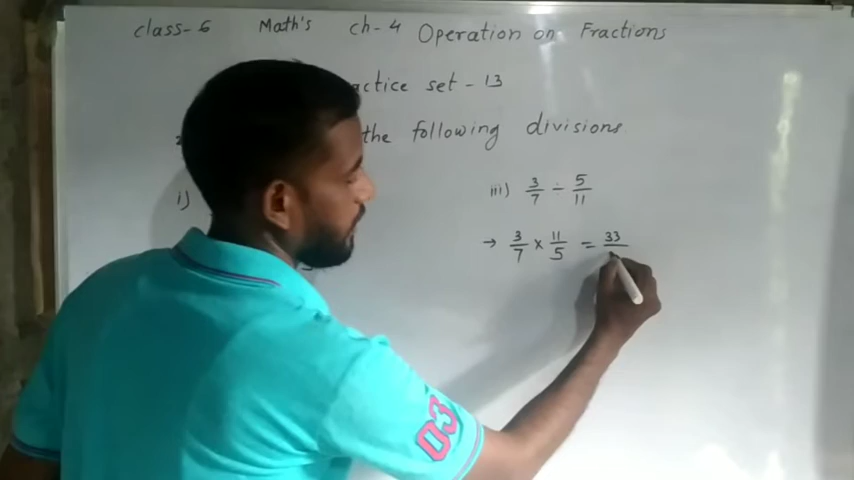 class-6 Math's ch-4 Operation on Fractions
actice set - 13
the following divisions
i) iii) 3/7 ÷ 5/11
→ 3/7 × 11/5 = 33
03